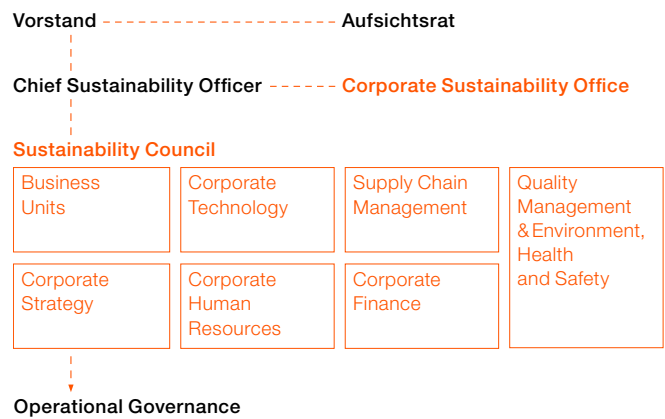 Vorstand
Aufsichtsrat
Chief Sustainability Officer
Corporate Sustainability Office
Sustainability Council
Business
Units
Corporate
Technology
Supply Chain
Management
Quality
Management
& Environment,
Health
and Safety
Corporate
Strategy
Corporate
Human
Resources
Corporate
Finance
Operational Governance